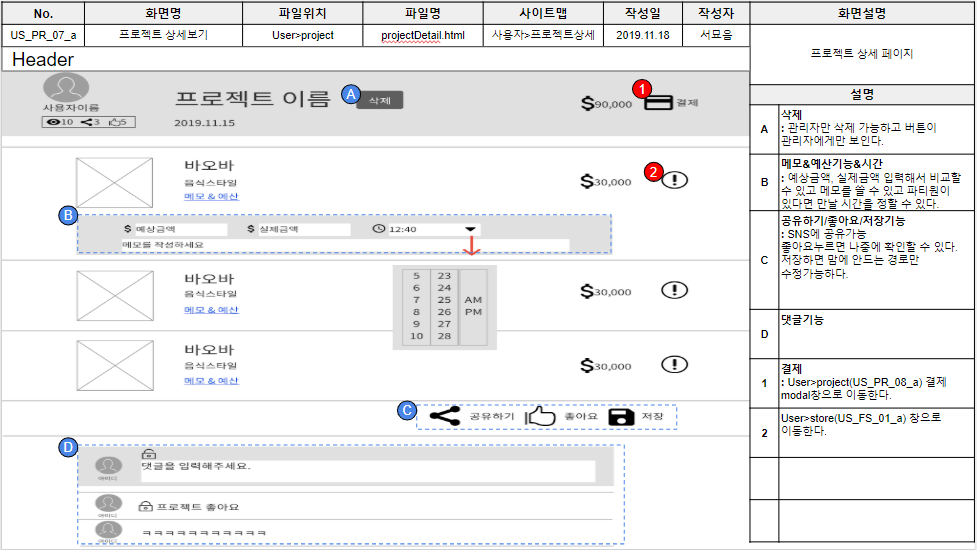 No. 화면명 파일위치 파일명 사이트맵 작성일 작성자 화면설명
US_PR_07_a 프로젝트 상세보기 User>project projectDetail.html 사용자>프로젝트상세 2019.11.18 서모음
프로젝트 상세 페이지
Header
사용자이름
10 3 5
프로젝트 이름
A 삭제
2019.11.15
$90,000
1 결제
바오바
음식스타일
메모 & 예산
$30,000
2
B
$ 예상금액 $ 실제금액 12:40
메모를 작성하세요
바오바
음식스타일
메모 & 예산
5 23
6 24
7 25 AM
8 26 PM
9 27
10 28
$30,000
바오바
음식스타일
메모 & 예산
$30,000
C 공유하기 좋아요 저장
D
댓글을 입력해주세요.
아이디
프로젝트 좋아요
아이디
ㅋㅋㅋㅋㅋㅋㅋㅋㅋㅋㅋ
아이디
설명
A
삭제
: 관리자만 삭제 가능하고 버튼이
관리자에게만 보인다.
B
메모&예산기능&시간
: 예상금액, 실제금액 입력해서 비교할
수 있고 메모를 쓸 수 있고 파티원이
있다면 만날 시간을 정할 수 있다.
C
공유하기/좋아요/저장기능
: SNS에 공유가능
좋아요누르면 나중에 확인할 수 있다.
저장하면 맘에 안드는 경로만
수정가능하다.
D
댓글기능
1
결제
: User>project(US_PR_08_a) 결제
modal창으로 이동한다.
2
User>store(US_FS_01_a) 창으로
이동한다.